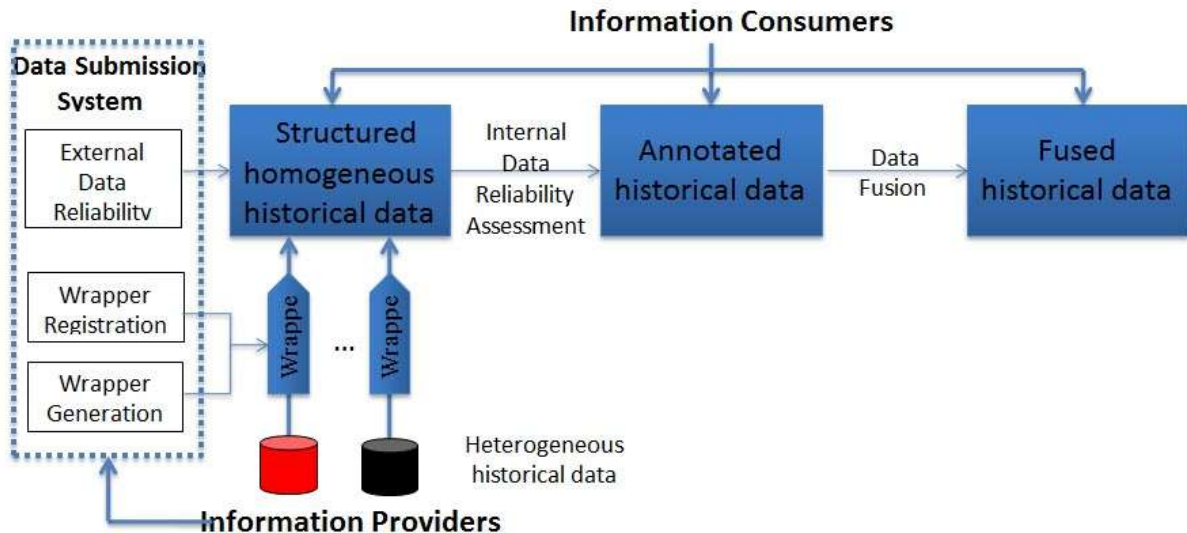 Information Consumers
Data Submission
System
External
Data
Reliability
Structured
homogeneous
historical data
Internal
Data
Reliability
Assessment
Annotated
historical data
Data
Fusion
Fused
historical data
Wrapper
Registration
Wrapper
Generation
Wrappe
...
Wrappe
Heterogeneous
historical data
Information Providers